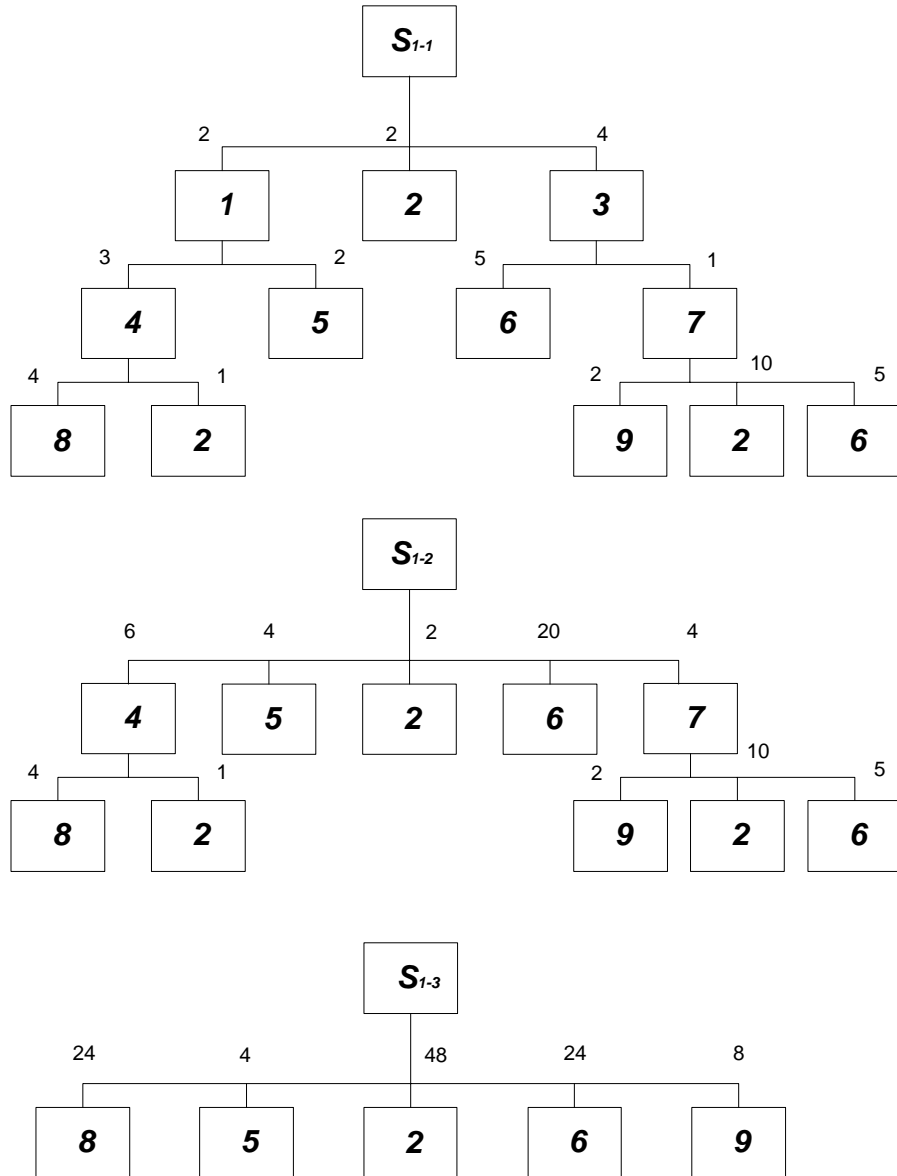 S1-1
2 2 4
1 2 3
3 2 5 1
4 5 6 7
4 1 2 10 5
8 2 9 2 6
S1-2
6 4 2 20 4
4 5 2 6 7
4 1 2 10 5
8 2 9 2 6
S1-3
24 4 48 24 8
8 5 2 6 9